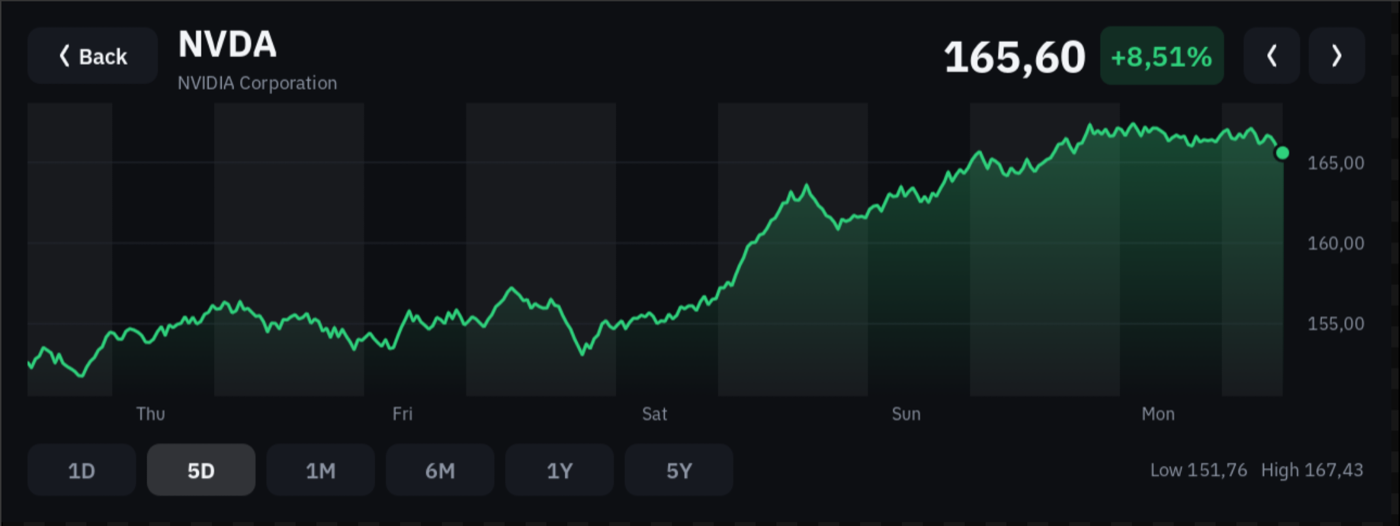 Back
NVDA
NVIDIA Corporation
165,60
+8,51%
165,00
160,00
155,00
Thu Fri Sat Sun Mon
1D 5D 1M 6M 1Y 5Y
Low 151,76 High 167,43